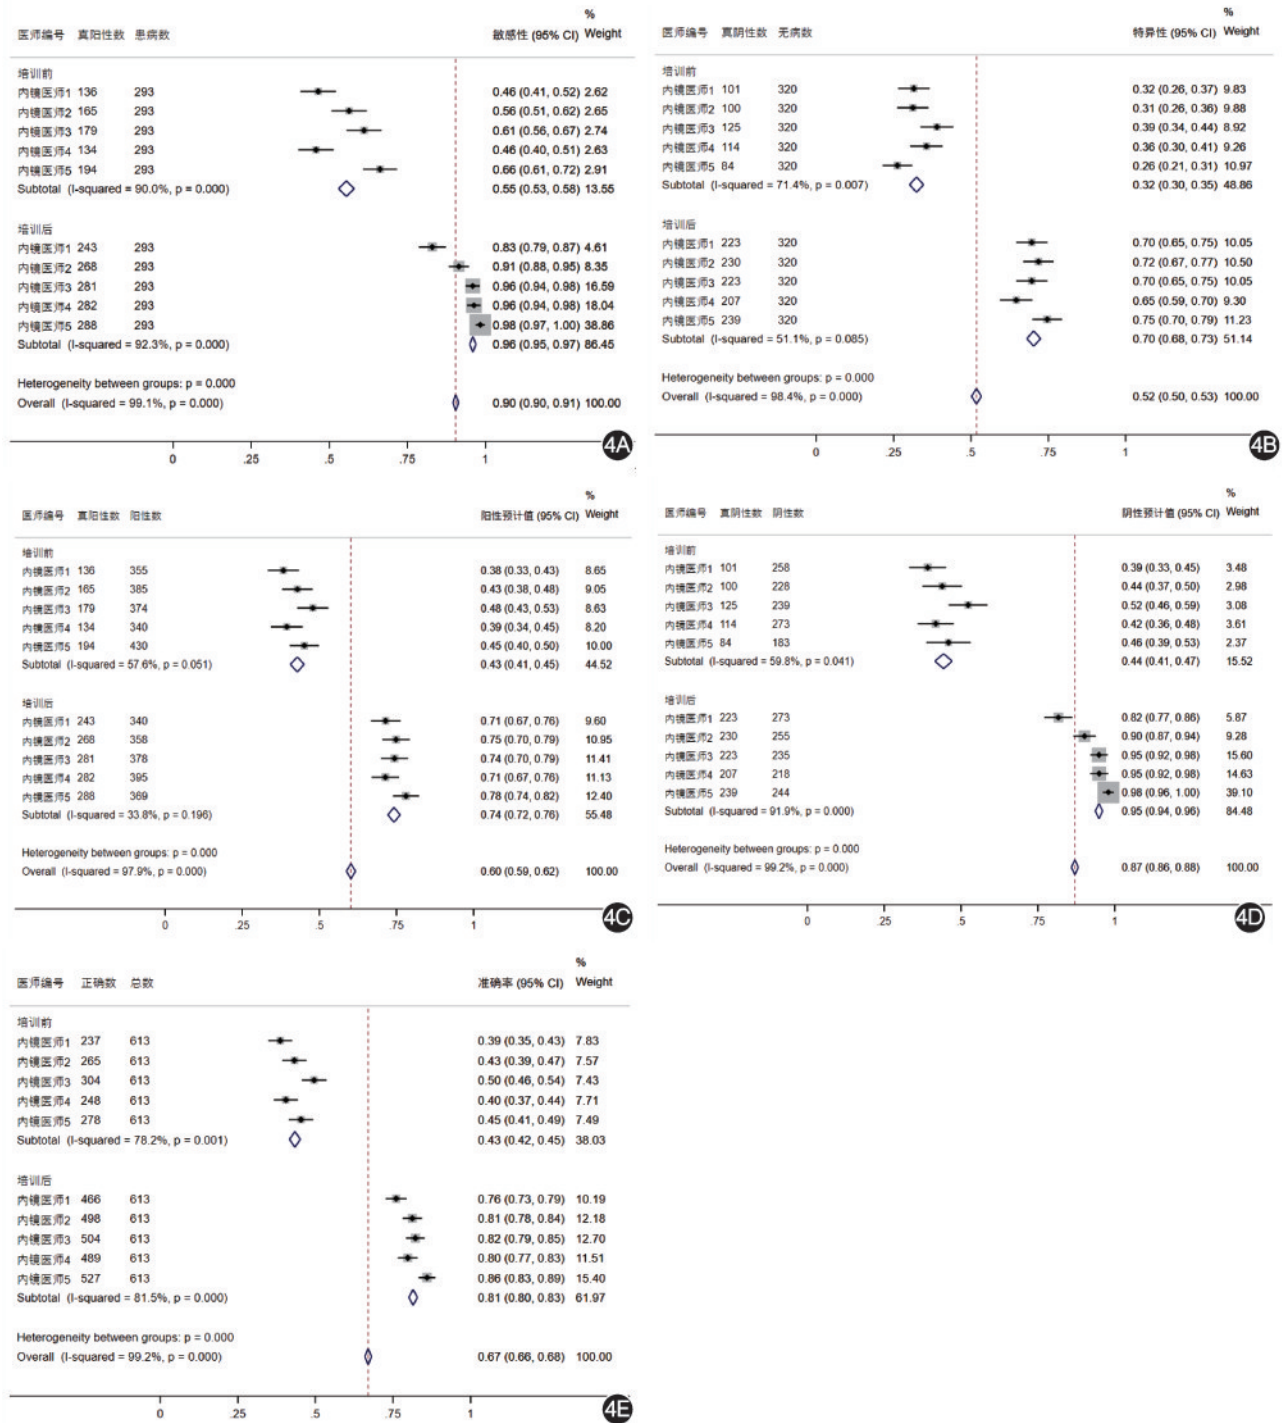 %
医师编号 真阳性数 患病数 敏感性 (95% CI) Weight
培训前
内镜医师1 136 293 0.46 (0.41, 0.52) 2.62
内镜医师2 165 293 0.56 (0.51, 0.62) 2.65
内镜医师3 179 293 0.61 (0.56, 0.67) 2.74
内镜医师4 134 293 0.46 (0.40, 0.51) 2.63
内镜医师5 194 293 0.66 (0.61, 0.72) 2.91
Subtotal (I-squared = 90.0%, p = 0.000) 0.55 (0.53, 0.58) 13.55
培训后
内镜医师1 243 293 0.83 (0.79, 0.87) 4.61
内镜医师2 268 293 0.91 (0.88, 0.95) 8.35
内镜医师3 281 293 0.96 (0.94, 0.98) 16.59
内镜医师4 282 293 0.96 (0.94, 0.98) 18.04
内镜医师5 288 293 0.98 (0.97, 1.00) 38.86
Subtotal (I-squared = 92.3%, p = 0.000) 0.96 (0.95, 0.97) 86.45
Heterogeneity between groups: p = 0.000
Overall (I-squared = 99.1%, p = 0.000) 0.90 (0.90, 0.91) 100.00
0 .25 .5 .75 1
4A
%
医师编号 真阴性数 无病数 特异性 (95% CI) Weight
培训前
内镜医师1 101 320 0.32 (0.26, 0.37) 9.83
内镜医师2 100 320 0.31 (0.26, 0.36) 9.88
内镜医师3 125 320 0.39 (0.34, 0.44) 8.92
内镜医师4 114 320 0.36 (0.30, 0.41) 9.26
内镜医师5 84 320 0.26 (0.21, 0.31) 10.97
Subtotal (I-squared = 71.4%, p = 0.007) 0.32 (0.30, 0.35) 48.86
培训后
内镜医师1 223 320 0.70 (0.65, 0.75) 10.05
内镜医师2 230 320 0.72 (0.67, 0.77) 10.50
内镜医师3 223 320 0.70 (0.65, 0.75) 10.05
内镜医师4 207 320 0.65 (0.59, 0.70) 9.30
内镜医师5 239 320 0.75 (0.70, 0.79) 11.23
Subtotal (I-squared = 51.1%, p = 0.085) 0.70 (0.68, 0.73) 51.14
Heterogeneity between groups: p = 0.000
Overall (I-squared = 98.4%, p = 0.000) 0.52 (0.50, 0.53) 100.00
0 .25 .5 .75 1
4B
%
医师编号 真阳性数 阳性数 阳性预计值 (95% CI) Weight
培训前
内镜医师1 136 355 0.38 (0.33, 0.43) 8.65
内镜医师2 165 385 0.43 (0.38, 0.48) 9.05
内镜医师3 179 374 0.48 (0.43, 0.53) 8.63
内镜医师4 134 340 0.39 (0.34, 0.45) 8.20
内镜医师5 194 430 0.45 (0.40, 0.50) 10.00
Subtotal (I-squared = 57.6%, p = 0.051) 0.43 (0.41, 0.45) 44.52
培训后
内镜医师1 243 340 0.71 (0.67, 0.76) 9.60
内镜医师2 268 358 0.75 (0.70, 0.79) 10.95
内镜医师3 281 378 0.74 (0.70, 0.79) 11.41
内镜医师4 282 395 0.71 (0.67, 0.76) 11.13
内镜医师5 288 369 0.78 (0.74, 0.82) 12.40
Subtotal (I-squared = 33.8%, p = 0.196) 0.74 (0.72, 0.76) 55.48
Heterogeneity between groups: p = 0.000
Overall (I-squared = 97.9%, p = 0.000) 0.60 (0.59, 0.62) 100.00
0 .25 .5 .75 1
4C
%
医师编号 真阴性数 阴性数 阴性预计值 (95% CI) Weight
培训前
内镜医师1 101 258 0.39 (0.33, 0.45) 3.48
内镜医师2 100 228 0.44 (0.37, 0.50) 2.98
内镜医师3 125 239 0.52 (0.46, 0.59) 3.08
内镜医师4 114 273 0.42 (0.36, 0.48) 3.61
内镜医师5 84 183 0.46 (0.39, 0.53) 2.37
Subtotal (I-squared = 59.8%, p = 0.041) 0.44 (0.41, 0.47) 15.52
培训后
内镜医师1 223 273 0.82 (0.77, 0.86) 5.87
内镜医师2 230 255 0.90 (0.87, 0.94) 9.28
内镜医师3 223 235 0.95 (0.92, 0.98) 15.60
内镜医师4 207 218 0.95 (0.92, 0.98) 14.63
内镜医师5 239 244 0.98 (0.96, 1.00) 39.10
Subtotal (I-squared = 91.9%, p = 0.000) 0.95 (0.94, 0.96) 84.48
Heterogeneity between groups: p = 0.000
Overall (I-squared = 99.2%, p = 0.000) 0.87 (0.86, 0.88) 100.00
0 .25 .5 .75 1
4D
%
医师编号 正确数 总数 准确率 (95% CI) Weight
培训前
内镜医师1 237 613 0.39 (0.35, 0.43) 7.83
内镜医师2 265 613 0.43 (0.39, 0.47) 7.57
内镜医师3 304 613 0.50 (0.46, 0.54) 7.43
内镜医师4 248 613 0.40 (0.37, 0.44) 7.71
内镜医师5 278 613 0.45 (0.41, 0.49) 7.49
Subtotal (I-squared = 78.2%, p = 0.001) 0.43 (0.42, 0.45) 38.03
培训后
内镜医师1 466 613 0.76 (0.73, 0.79) 10.19
内镜医师2 498 613 0.81 (0.78, 0.84) 12.18
内镜医师3 504 613 0.82 (0.79, 0.85) 12.70
内镜医师4 489 613 0.80 (0.77, 0.83) 11.51
内镜医师5 527 613 0.86 (0.83, 0.89) 15.40
Subtotal (I-squared = 81.5%, p = 0.000) 0.81 (0.80, 0.83) 61.97
Heterogeneity between groups: p = 0.000
Overall (I-squared = 99.2%, p = 0.000) 0.67 (0.66, 0.68) 100.00
0 .25 .5 .75 1
4E